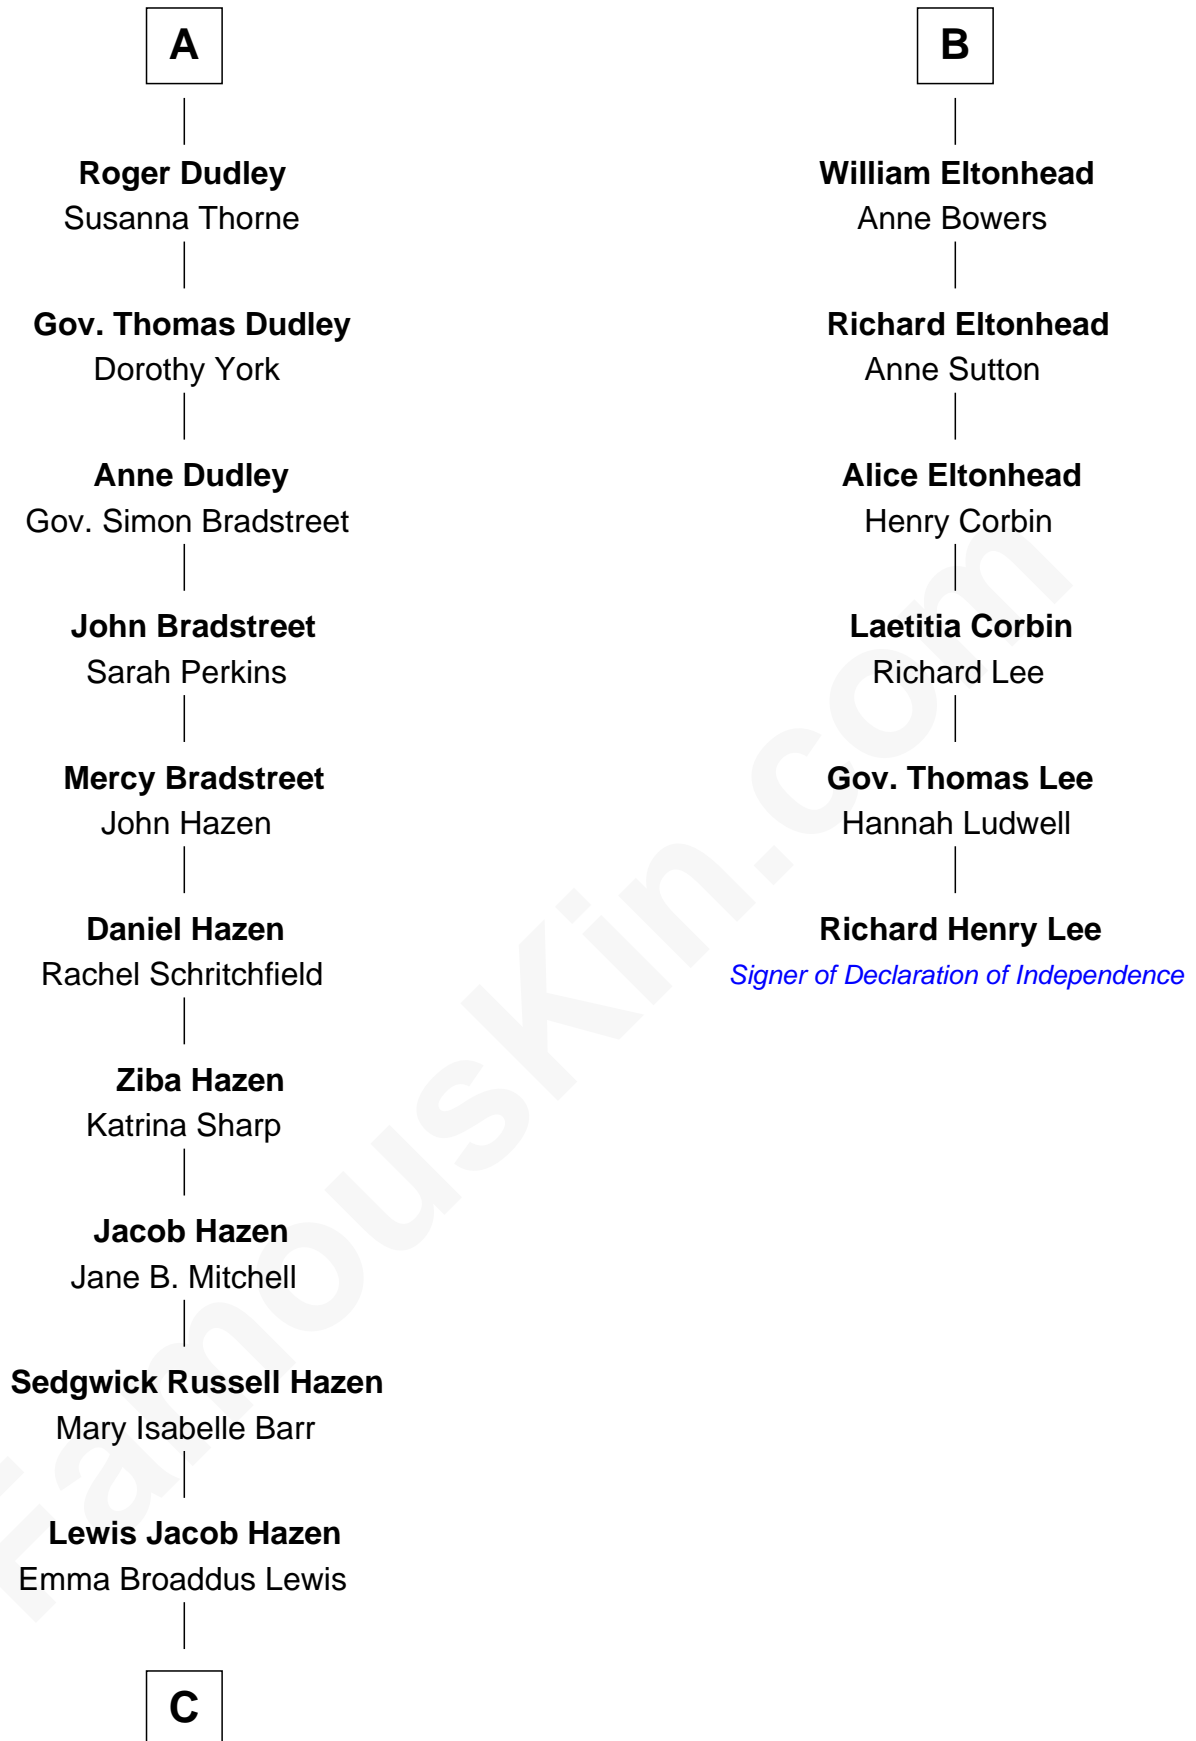 A
Roger Dudley
Susanna Thorne
Gov. Thomas Dudley
Dorothy York
Anne Dudley
Gov. Simon Bradstreet
John Bradstreet
Sarah Perkins
Mercy Bradstreet
John Hazen
Daniel Hazen
Rachel Schritchfield
Ziba Hazen
Katrina Sharp
Jacob Hazen
Jane B. Mitchell
Sedgwick Russell Hazen
Mary Isabelle Barr
Lewis Jacob Hazen
Emma Broaddus Lewis
C
B
William Eltonhead
Anne Bowers
Richard Eltonhead
Anne Sutton
Alice Eltonhead
Henry Corbin
Laetitia Corbin
Richard Lee
Gov. Thomas Lee
Hannah Ludwell
Richard Henry Lee
Signer of Declaration of Independence
FamousKin.com